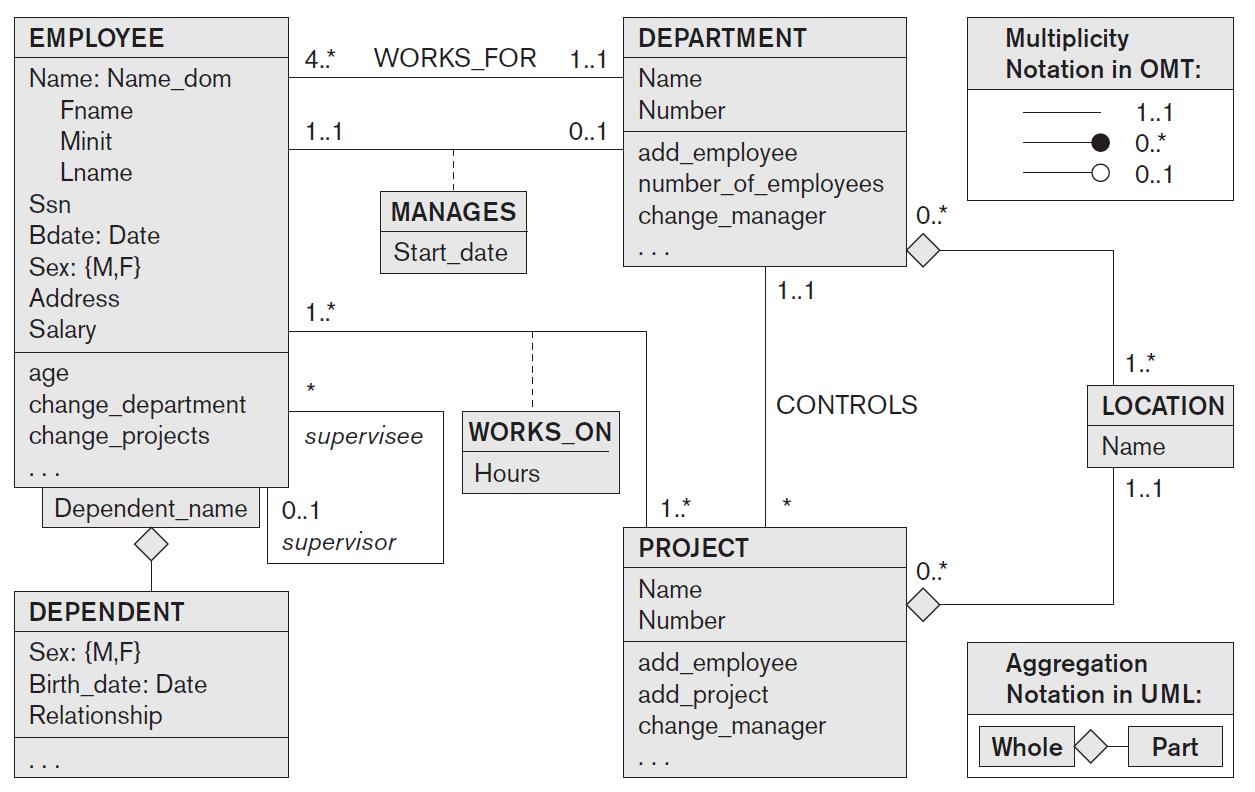 EMPLOYEE
Name: Name_dom
Fname
Minit
Lname
Ssn
Bdate: Date
Sex: {M,F}
Address
Salary
age
change_department
change_projects
. . .
Dependent_name
DEPENDENT
Sex: {M,F}
Birth_date: Date
Relationship
. . .
4..*
WORKS_FOR
1..1
1..1
0..1
MANAGES
Start_date
1..*
*
supervisee
0..1
supervisor
WORKS_ON
Hours
1..*
DEPARTMENT
Name
Number
add_employee
number_of_employees
change_manager
. . .
0..*
1..1
CONTROLS
*
PROJECT
Name
Number
add_employee
add_project
change_manager
. . .
0..*
1..*
LOCATION
Name
1..1
Multiplicity
Notation in OMT:
1..1
0..*
0..1
Aggregation
Notation in UML:
Whole
Part